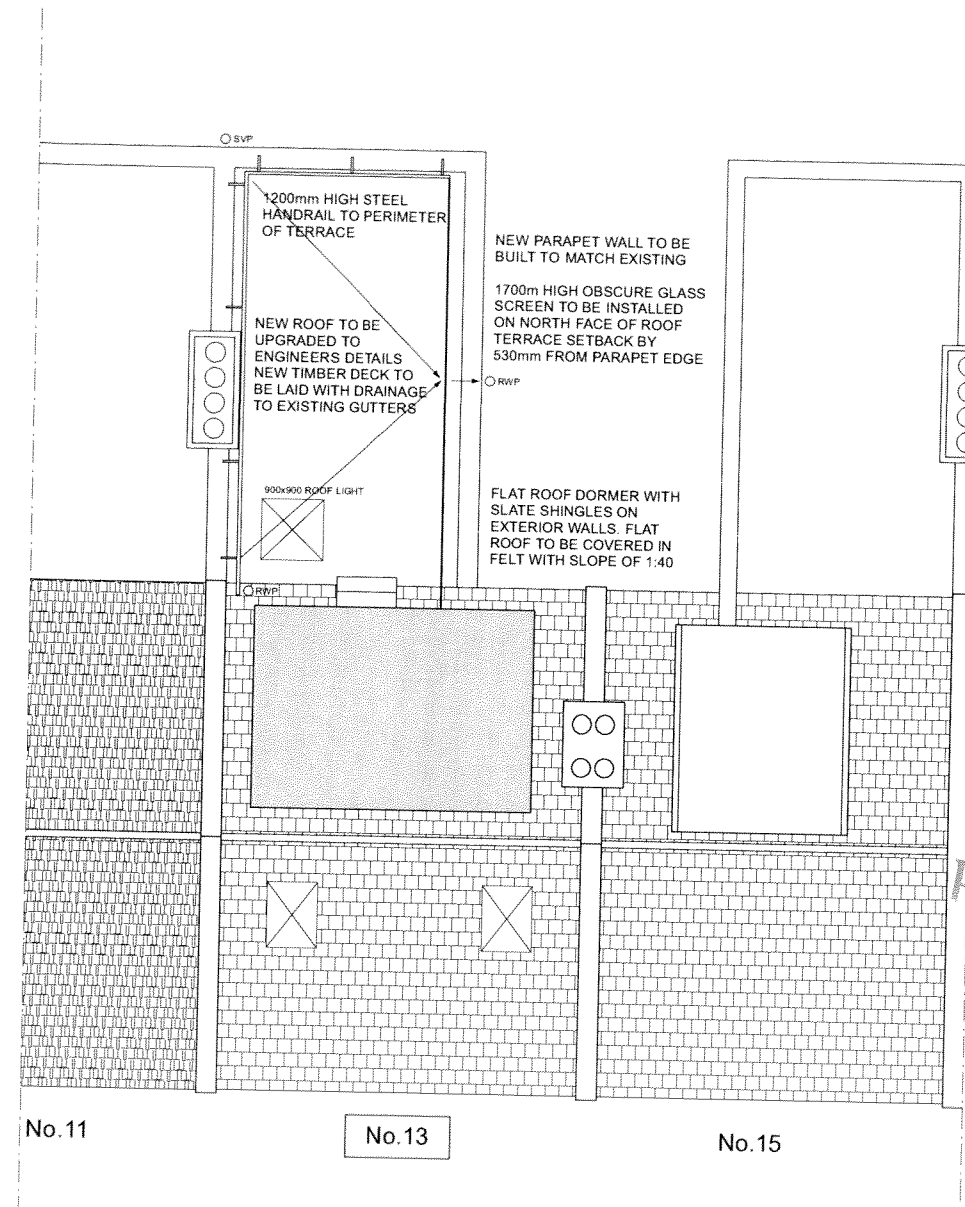 SVP
1200mm HIGH STEEL
HANDRAIL TO PERIMETER
OF TERRACE
NEW PARAPET WALL TO BE
BUILT TO MATCH EXISTING
1700m HIGH OBSCURE GLASS
SCREEN TO BE INSTALLED
ON NORTH FACE OF ROOF
TERRACE SETBACK BY
530mm FROM PARAPET EDGE
NEW ROOF TO BE
UPGRADED TO
ENGINEERS DETAILS
NEW TIMBER DECK TO
BE LAID WITH DRAINAGE
TO EXISTING GUTTERS
RWP
900x900 ROOF LIGHT
FLAT ROOF DORMER WITH
SLATE SHINGLES ON
EXTERIOR WALLS. FLAT
ROOF TO BE COVERED IN
FELT WITH SLOPE OF 1:40
RWP
No.11
No.13
No.15